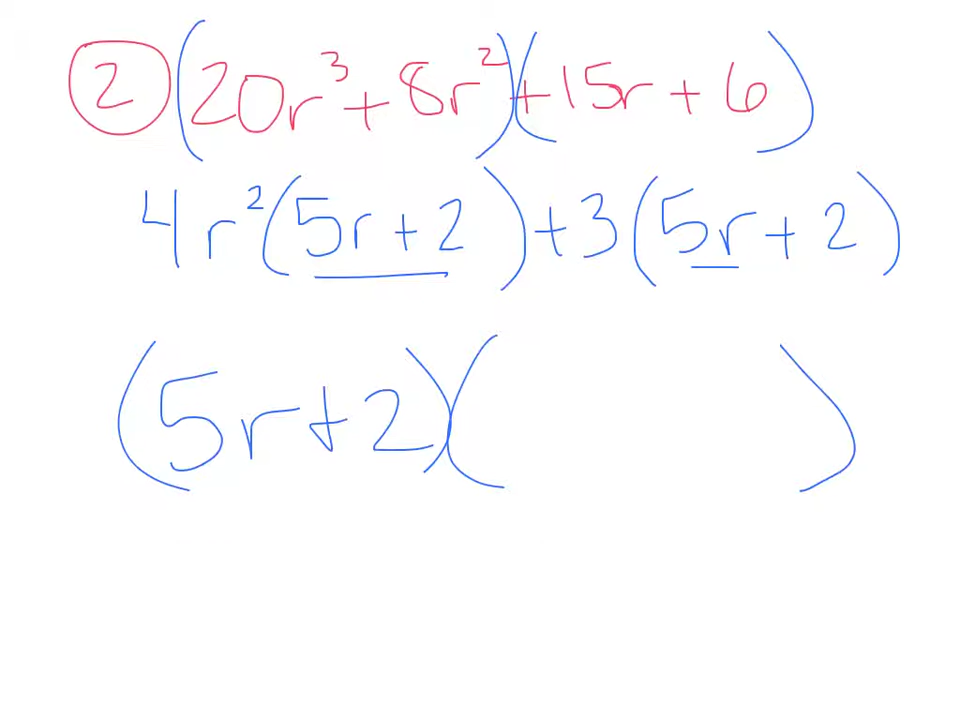 ② (20r³ + 8r²)(+15r + 6)
4r²(5r + 2) + 3(5r + 2)
(5r + 2)( )